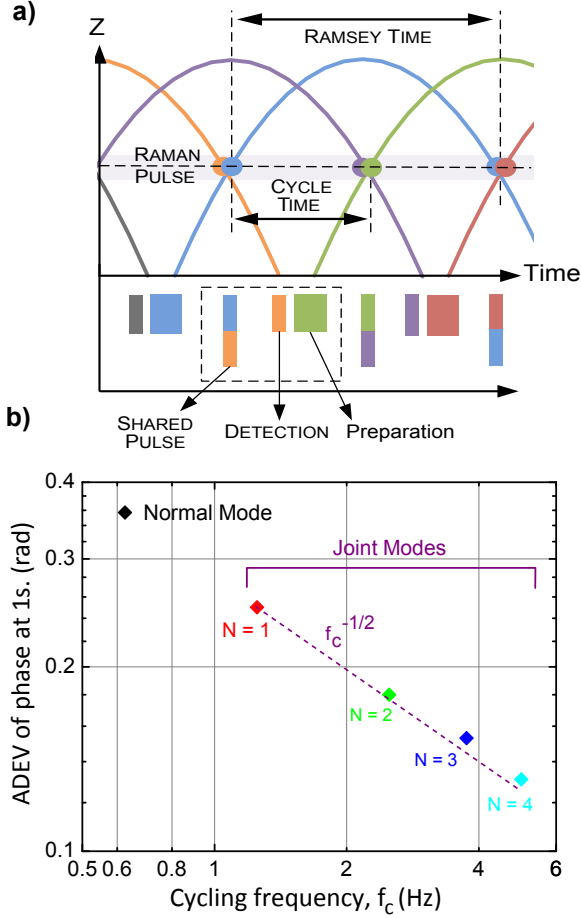 a)
Z
RAMSEY TIME
RAMAN
PULSE
CYCLE
TIME
Time
SHARED
PULSE
DETECTION
Preparation
b)
0.4
Normal Mode
Joint Modes
0.3
f_c^-1/2
N = 1
0.2
N = 2
N = 3
N = 4
0.1
ADEV of phase at 1s. (rad)
0.5 0.6 0.8 1 2 4 6
Cycling frequency, f_c (Hz)